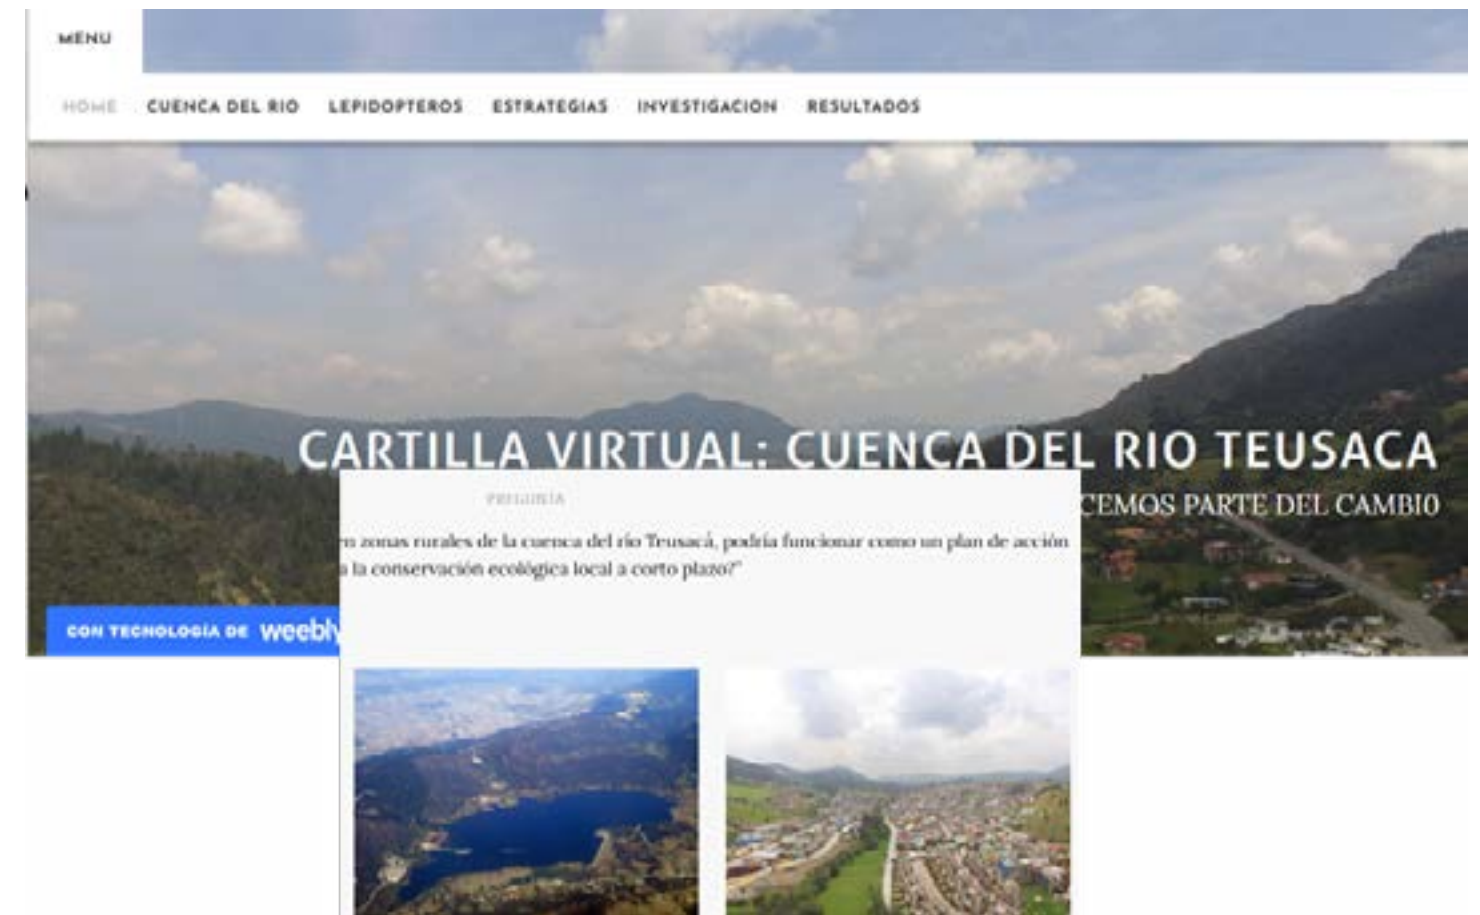 MENU
HOME CUENCA DEL RIO LEPIDOPTEROS ESTRATEGIAS INVESTIGACION RESULTADOS
CARTILLA VIRTUAL: CUENCA DEL RIO TEUSACA
CEMOS PARTE DEL CAMBIO
PREGUNTA
n zonas rurales de la cuenca del río Teusacá, podría funcionar como un plan de acción
a la conservación ecológica local a corto plazo?"
CON TECNOLOGÍA DE weebly